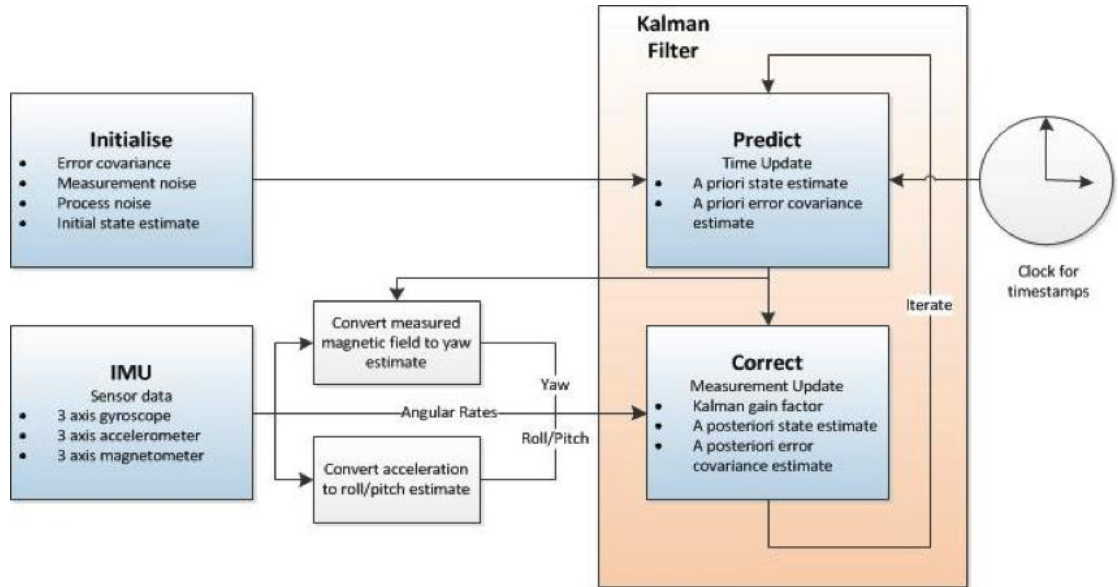 Kalman
Filter
Initialise
• Error covariance
• Measurement noise
• Process noise
• Initial state estimate
Predict
Time Update
• A priori state estimate
• A priori error covariance
estimate
Clock for
timestamps
Iterate
Convert measured
magnetic field to yaw
estimate
IMU
Sensor data
• 3 axis gyroscope
• 3 axis accelerometer
• 3 axis magnetometer
Yaw
Angular Rates
Roll/Pitch
Convert acceleration
to roll/pitch estimate
Correct
Measurement Update
• Kalman gain factor
• A posteriori state estimate
• A posteriori error
covariance estimate